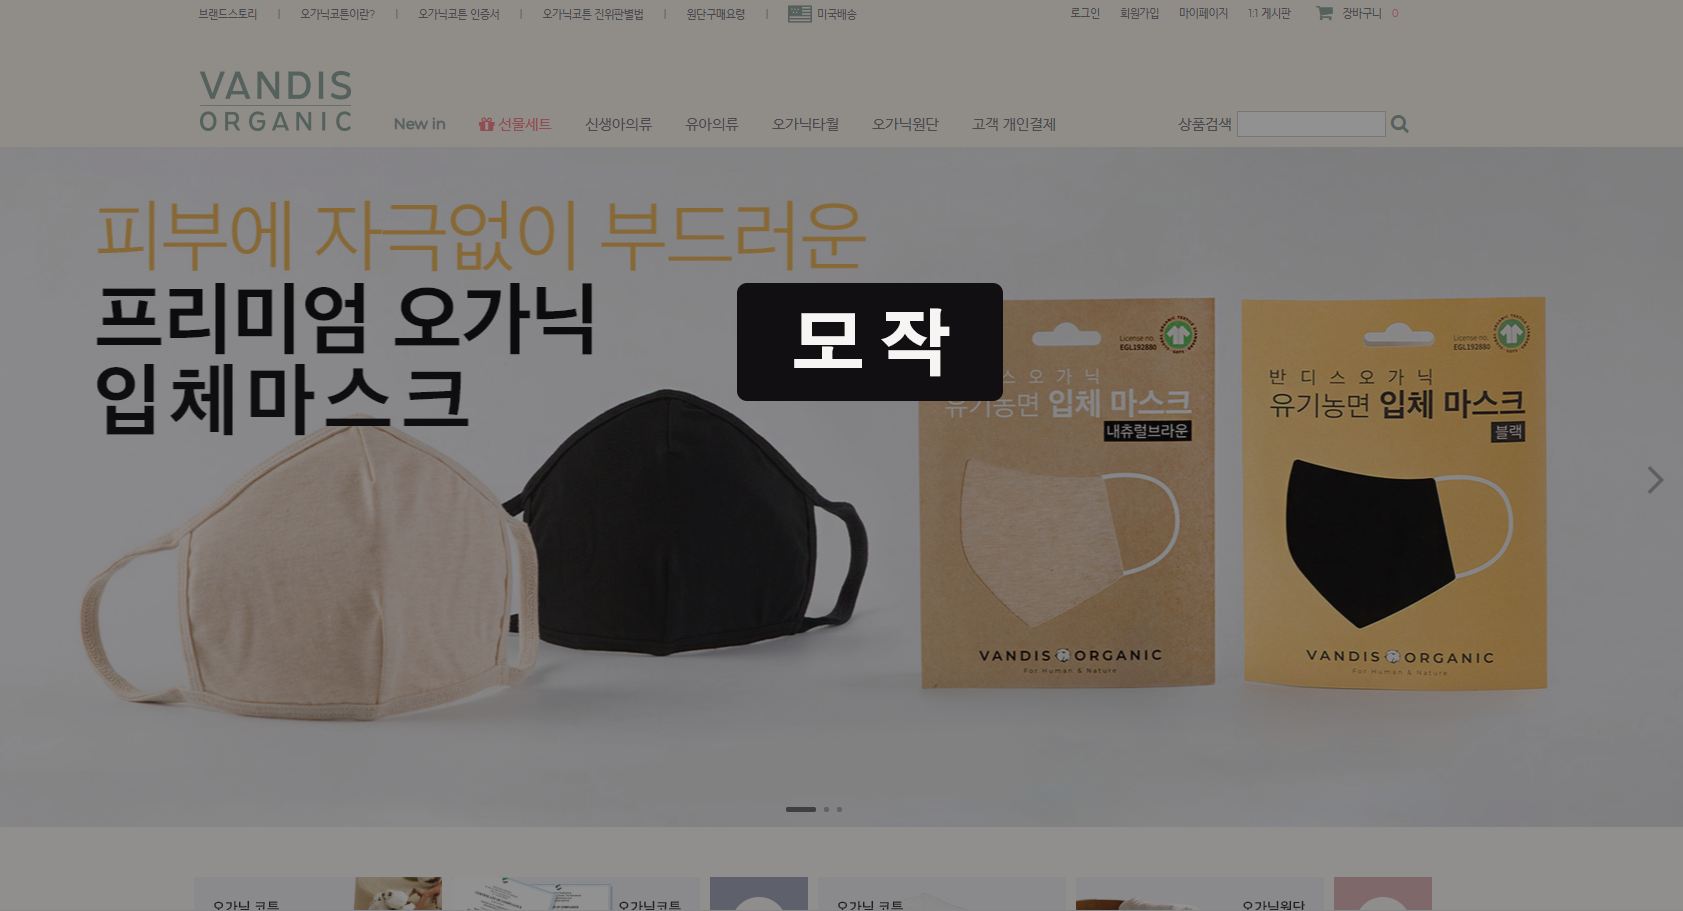 브랜드스토리 | 오가닉코튼이란? | 오가닉코튼 인증서 | 오가닉코튼 진위판별법 | 원단구매요령 | 미국배송
로그인 회원가입 마이페이지 1:1 게시판 장바구니 0
VANDIS
ORGANIC
New in 선물세트 신생아의류 유아의류 오가닉타월 오가닉원단 고객 개인결제 상품검색
피부에 자극없이 부드러운
프리미엄 오가닉
입체마스크
모작
License no.
EGL192880
스오가닉
유기농면 입체 마스크
내츄럴브라운
VANDIS ORGANIC
For Human & Nature
License no.
EGL192880
반디스오가닉
유기농면 입체 마스크
블랙
VANDIS ORGANIC
For Human & Nature
오가닉 코튼
오가닉코튼
오가닉 코튼
오가닉원단